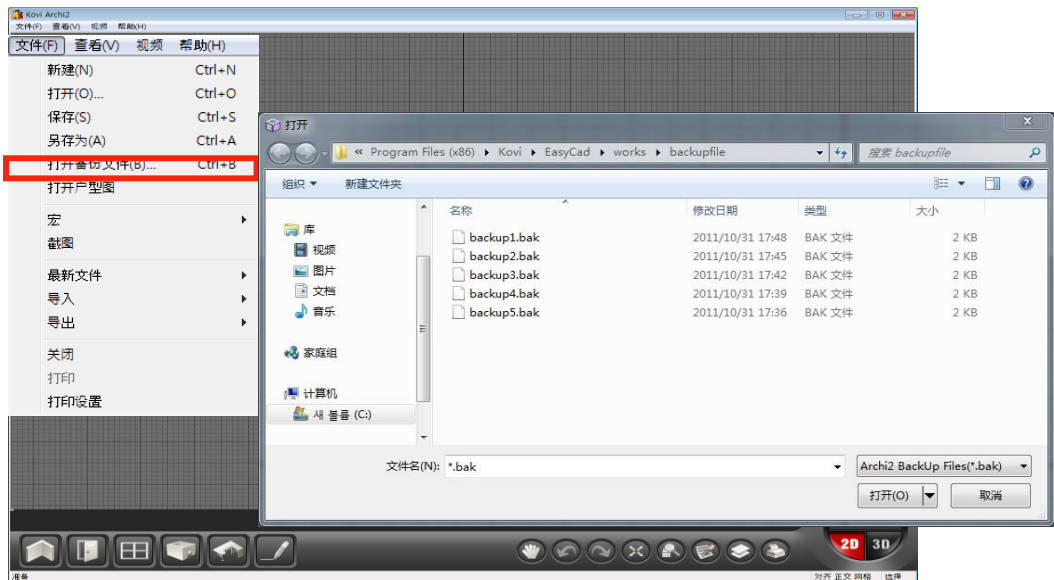 Kovi Archi2
文件(F) 查看(V) 视频 帮助(H)
文件(F) 查看(V) 视频 帮助(H)
新建(N) Ctrl+N
打开(O)... Ctrl+O
保存(S) Ctrl+S
另存为(A) Ctrl+A
打开备份文件(B)... Ctrl+B
打开户型图
宏
截图
最新文件
导入
导出
关闭
打印
打印设置
打开
« Program Files (x86) Kovi EasyCad works backupfile 搜索 backupfile
组织 新建文件夹
名称 修改日期 类型 大小
库
视频
图片
文档
音乐
家庭组
计算机
새 볼륨 (C:)
backup1.bak 2011/10/31 17:48 BAK 文件 2 KB
backup2.bak 2011/10/31 17:45 BAK 文件 2 KB
backup3.bak 2011/10/31 17:42 BAK 文件 2 KB
backup4.bak 2011/10/31 17:39 BAK 文件 2 KB
backup5.bak 2011/10/31 17:36 BAK 文件 2 KB
文件名(N): *.bak Archi2 BackUp Files(*.bak)
打开(O) 取消
2D 3D
准备 对齐 正交 网格 选择